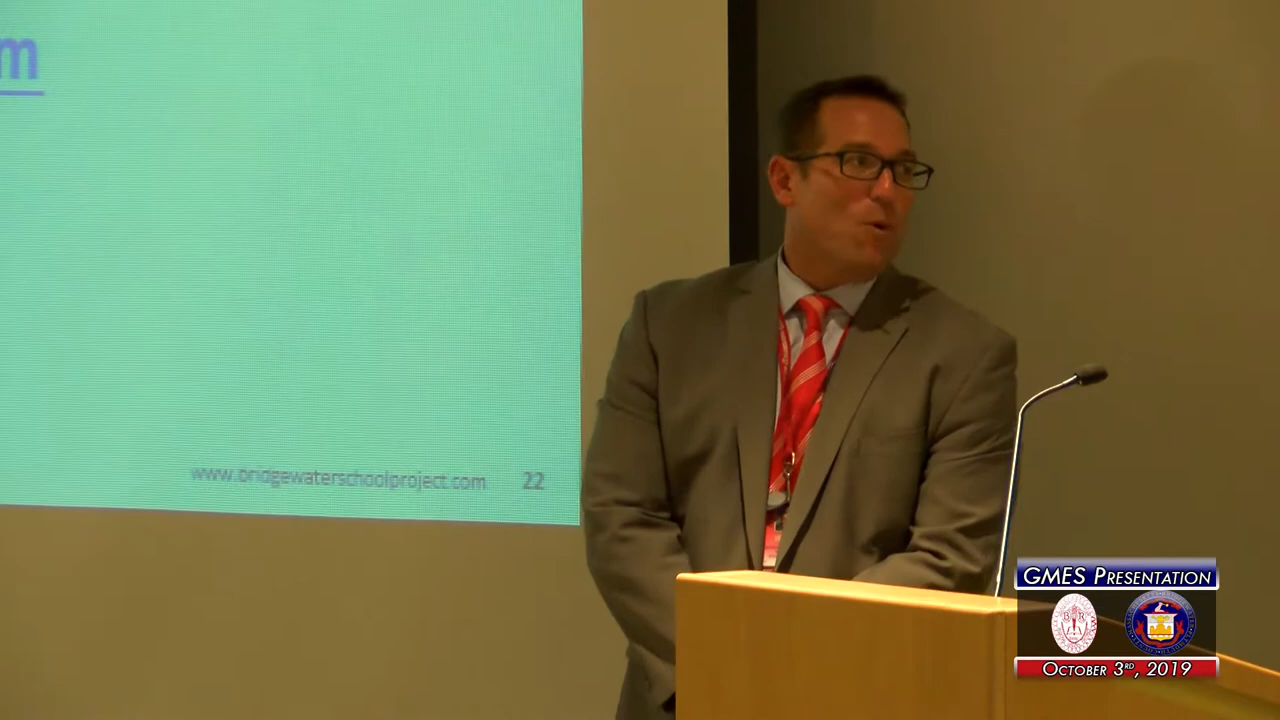 m
www.bridgewaterschoolproject.com 22
GMES PRESENTATION
B R
OCTOBER 3RD, 2019